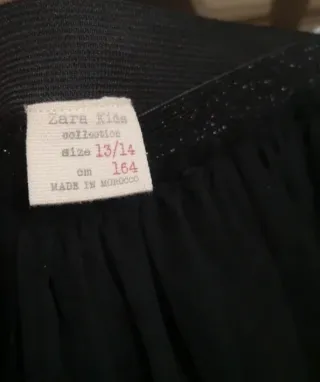 Zara Kids
collection
size 13/14
cm 164
MADE IN MOROCCO